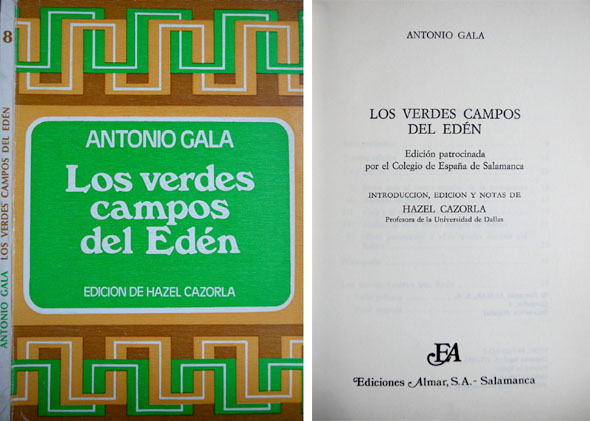 8
ANTONIO GALA LOS VERDES CAMPOS DEL EDÉN
ANTONIO GALA
Los verdes
campos
del Edén
EDICION DE HAZEL CAZORLA
ANTONIO GALA
LOS VERDES CAMPOS
DEL EDÉN
Edición patrocinada
por el Colegio de España de Salamanca
INTRODUCCION, EDICION Y NOTAS DE
HAZEL CAZORLA
Profesora de la Universidad de Dallas
EA
Ediciones Almar, S.A. - Salamanca